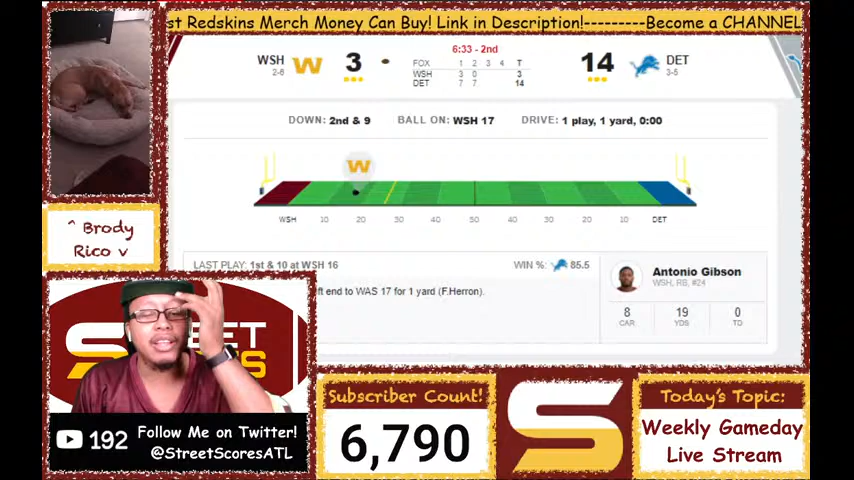 st Redskins Merch Money Can Buy! Link in Description!---------Become a CHANNEL
6:33 - 2nd
WSH
2-6
W
3
FOX 1 2 3 4 T
WSH 3 0 3
DET 7 7 14
14
DET
3-5
DOWN: 2nd & 9 BALL ON: WSH 17 DRIVE: 1 play, 1 yard, 0:00
W
WSH 10 20 30 40 50 40 30 20 10 DET
^ Brody
Rico v
LAST PLAY: 1st & 10 at WSH 16
WIN %: 85.5
ft end to WAS 17 for 1 yard (F.Herron).
Antonio Gibson
WSH, RB, #24
8 19 0
CAR YDS TD
192
Follow Me on Twitter!
@StreetScoresATL
Subscriber Count!
6,790
S
Today's Topic:
Weekly Gameday
Live Stream